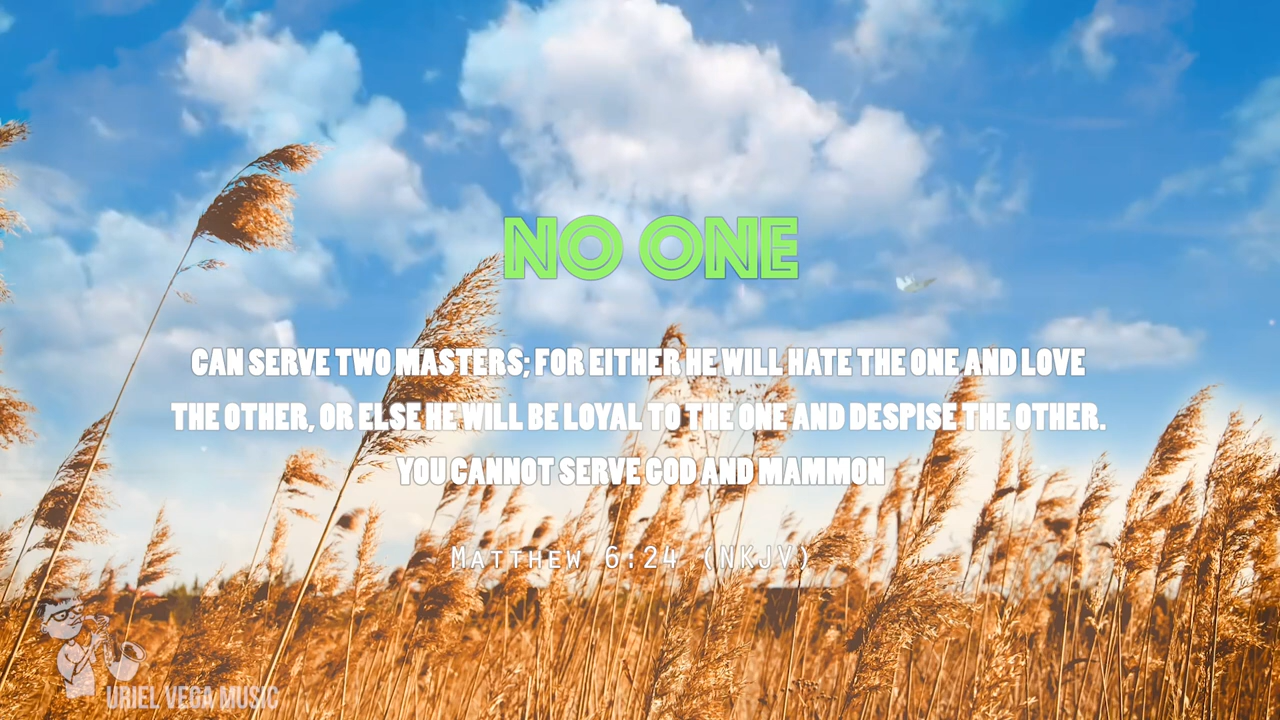 NO ONE
CAN SERVE TWO MASTERS; FOR EITHER HE WILL HATE THE ONE AND LOVE
THE OTHER, OR ELSE HE WILL BE LOYAL TO THE ONE AND DESPISE THE OTHER.
YOU CANNOT SERVE GOD AND MAMMON
Matthew 6:24 (NKJV)
URIEL VEGA MUSIC